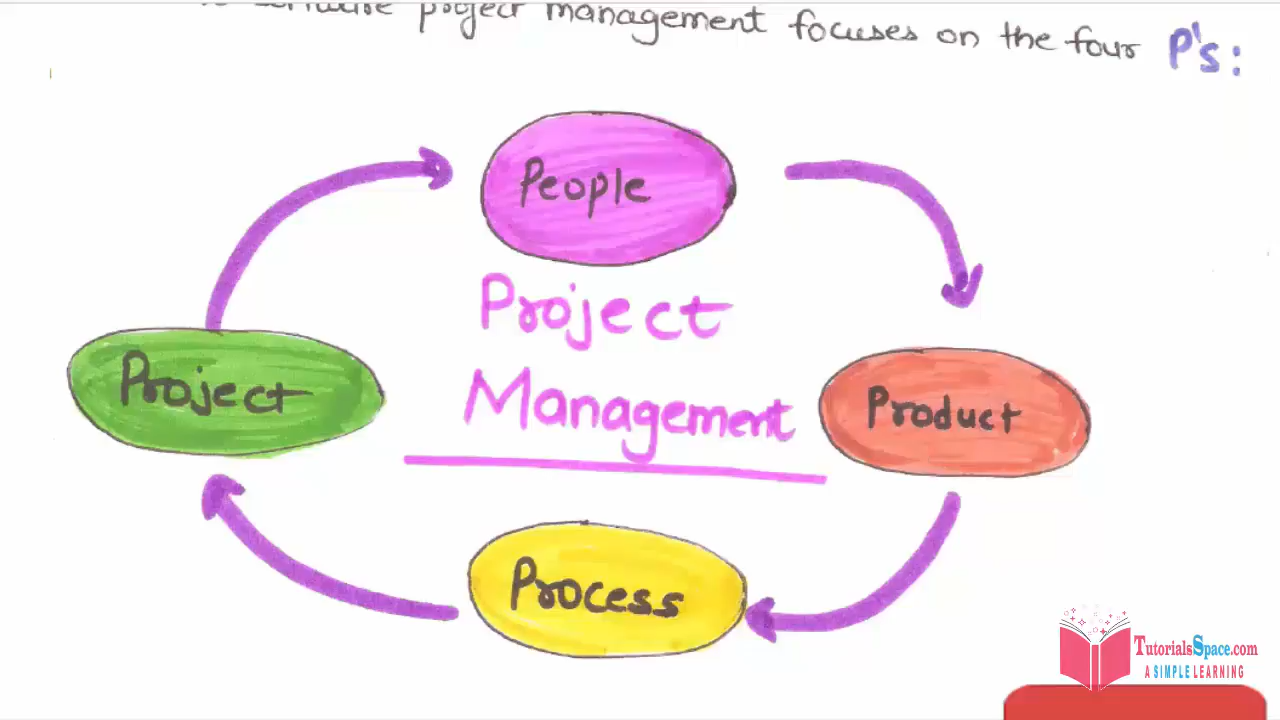 project management focuses on the four P's:
People
Project
Management
Project
Product
Process
TutorialsSpace.com
A SIMPLE LEARNING